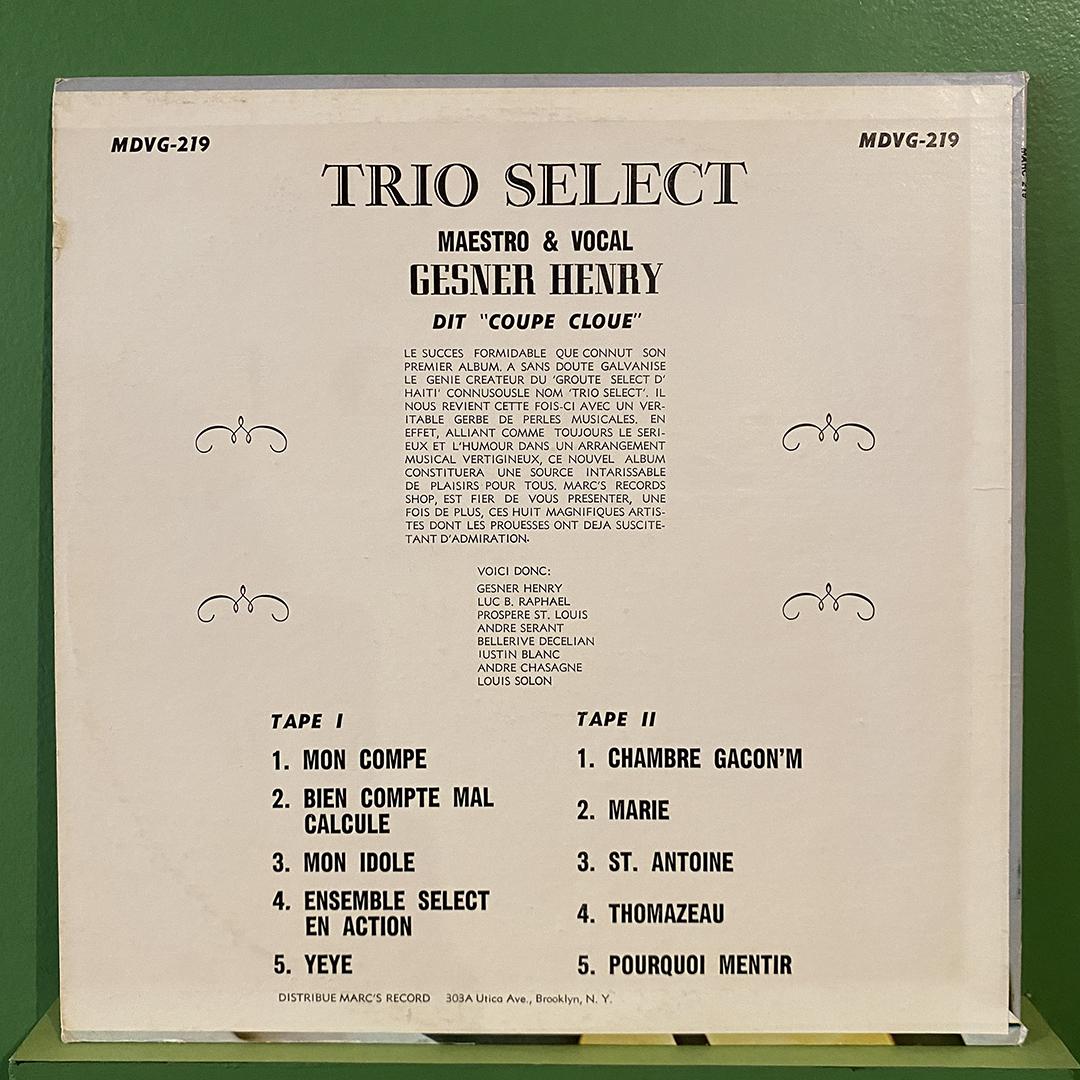 MDVG-219
MDVG-219
TRIO SELECT
MAESTRO & VOCAL
GESNER HENRY
DIT "COUPE CLOUE"
LE SUCCES FORMIDABLE QUE CONNUT SON
PREMIER ALBUM. A SANS DOUTE GALVANISE
LE GENIE CREATEUR DU 'GROUTE SELECT D'
HAITI' CONNUSOUSLE NOM 'TRIO SELECT'. IL
NOUS REVIENT CETTE FOIS-CI AVEC UN VER-
ITABLE GERBE DE PERLES MUSICALES. EN
EFFET, ALLIANT COMME TOUJOURS LE SERI-
EUX ET L'HUMOUR DANS UN ARRANGEMENT
MUSICAL VERTIGINEUX, CE NOUVEL ALBUM
CONSTITUERA UNE SOURCE INTARISSABLE
DE PLAISIRS POUR TOUS. MARC'S RECORDS
SHOP, EST FIER DE VOUS PRESENTER, UNE
FOIS DE PLUS, CES HUIT MAGNIFIQUES ARTIS-
TES DONT LES PROUESSES ONT DEJA SUSCITE-
TANT D'ADMIRATION.
VOICI DONC:
GESNER HENRY
LUC B. RAPHAEL
PROSPERE ST. LOUIS
ANDRE SERANT
BELLERIVE DECELIAN
JUSTIN BLANC
ANDRE CHASAGNE
LOUIS SOLON
TAPE I
1. MON COMPE
2. BIEN COMPTE MAL
CALCULE
3. MON IDOLE
4. ENSEMBLE SELECT
EN ACTION
5. YEYE
TAPE II
1. CHAMBRE GACON'M
2. MARIE
3. ST. ANTOINE
4. THOMAZEAU
5. POURQUOI MENTIR
DISTRIBUE MARC'S RECORD 303A Utica Ave., Brooklyn, N. Y.